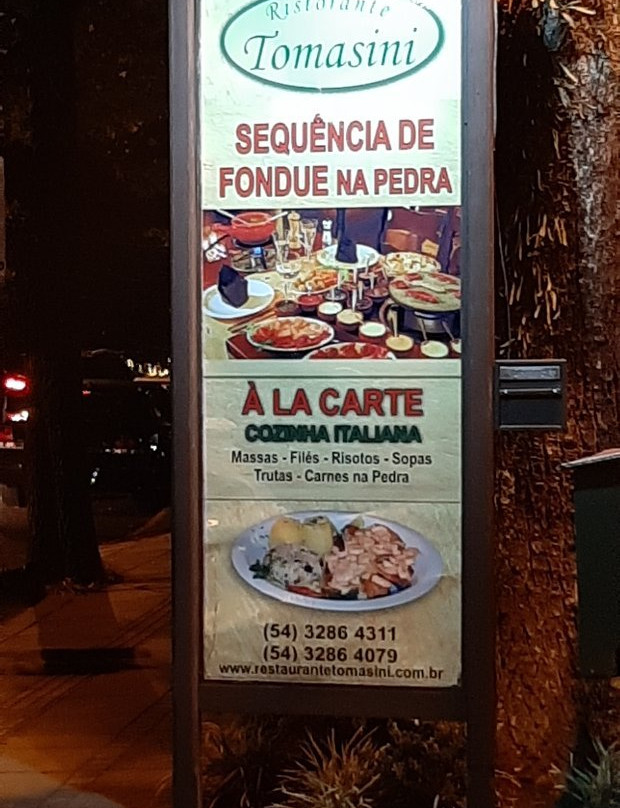 Ristorante
Tomasini
SEQUÊNCIA DE
FONDUE NA PEDRA
À LA CARTE
COZINHA ITALIANA
Massas - Filés - Risotos - Sopas
Trutas - Carnes na Pedra
(54) 3286 4311
(54) 3286 4079
www.restaurantetomasini.com.br